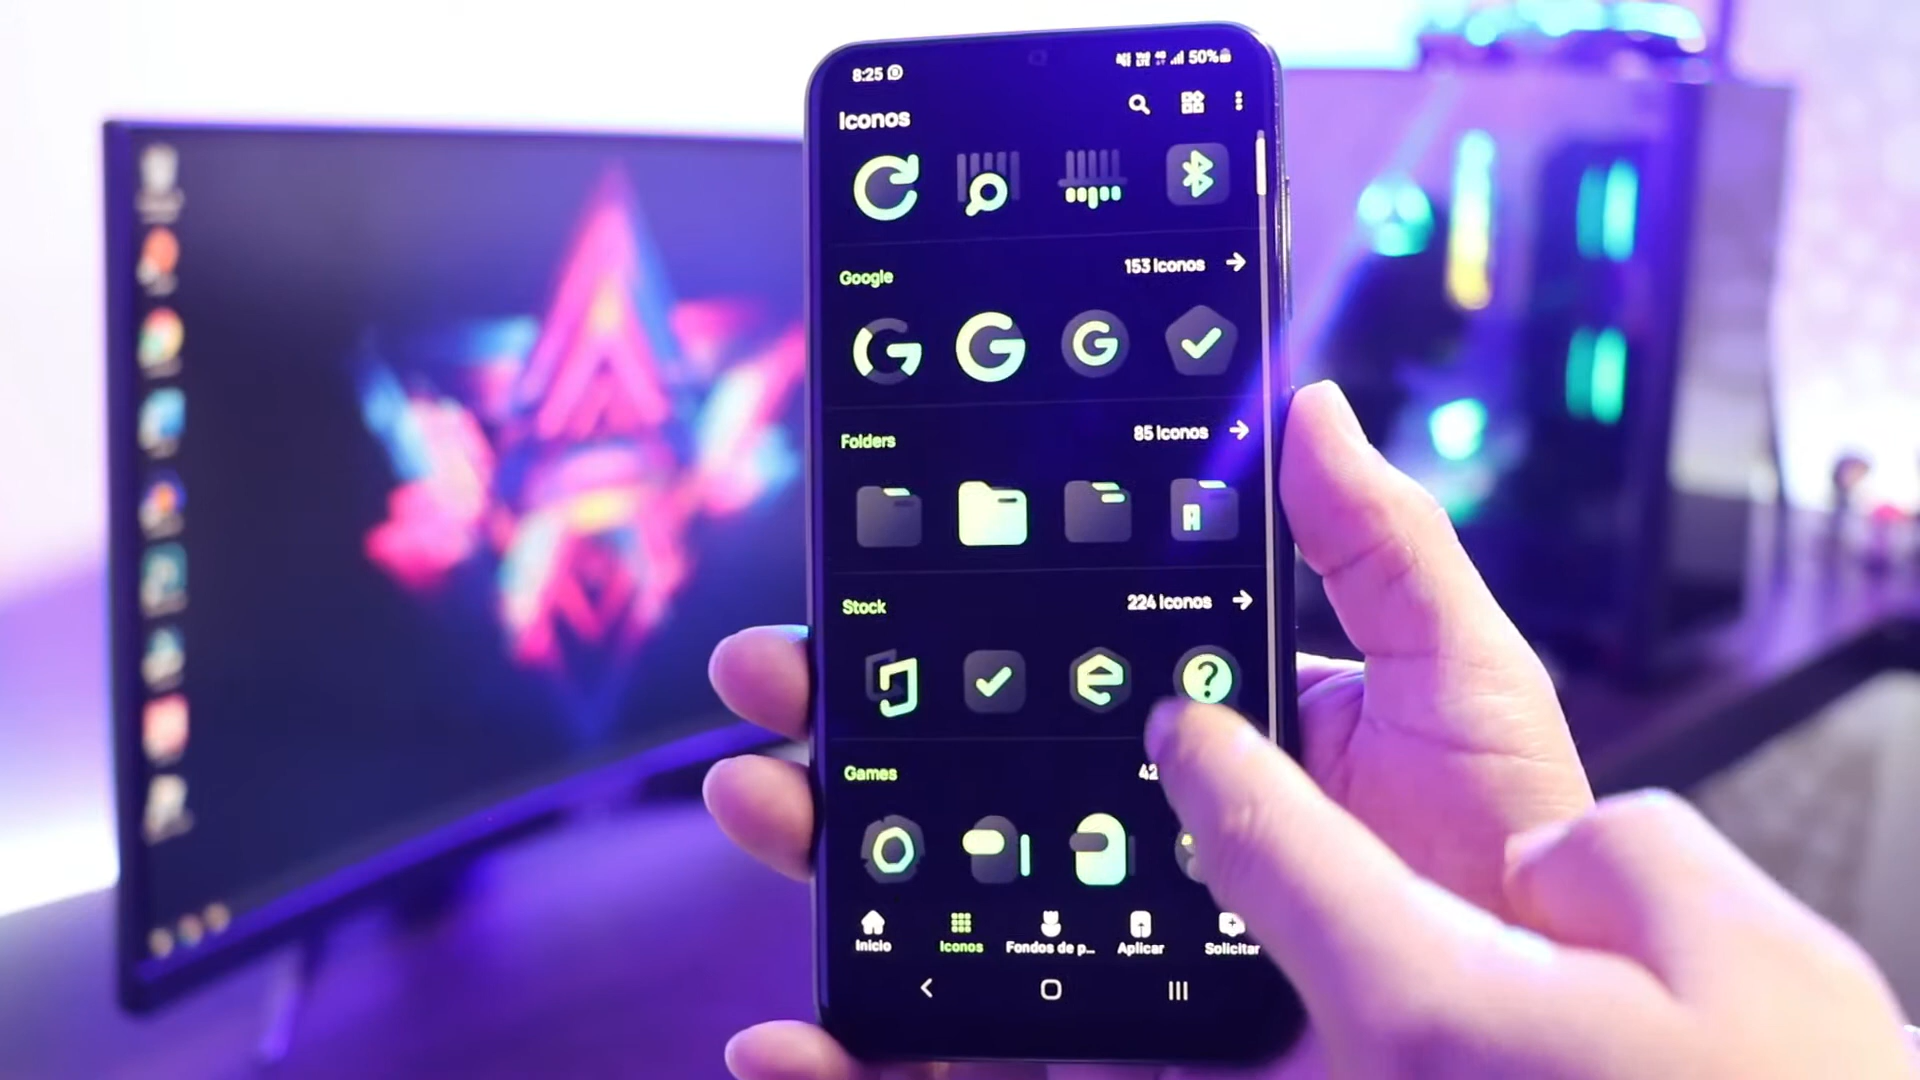 8:25 50%
Iconos
Google 153 Iconos
Folders 85 Iconos
Stock 224 Iconos
Games 42
Inicio Iconos Fondos de p... Aplicar Solicitar